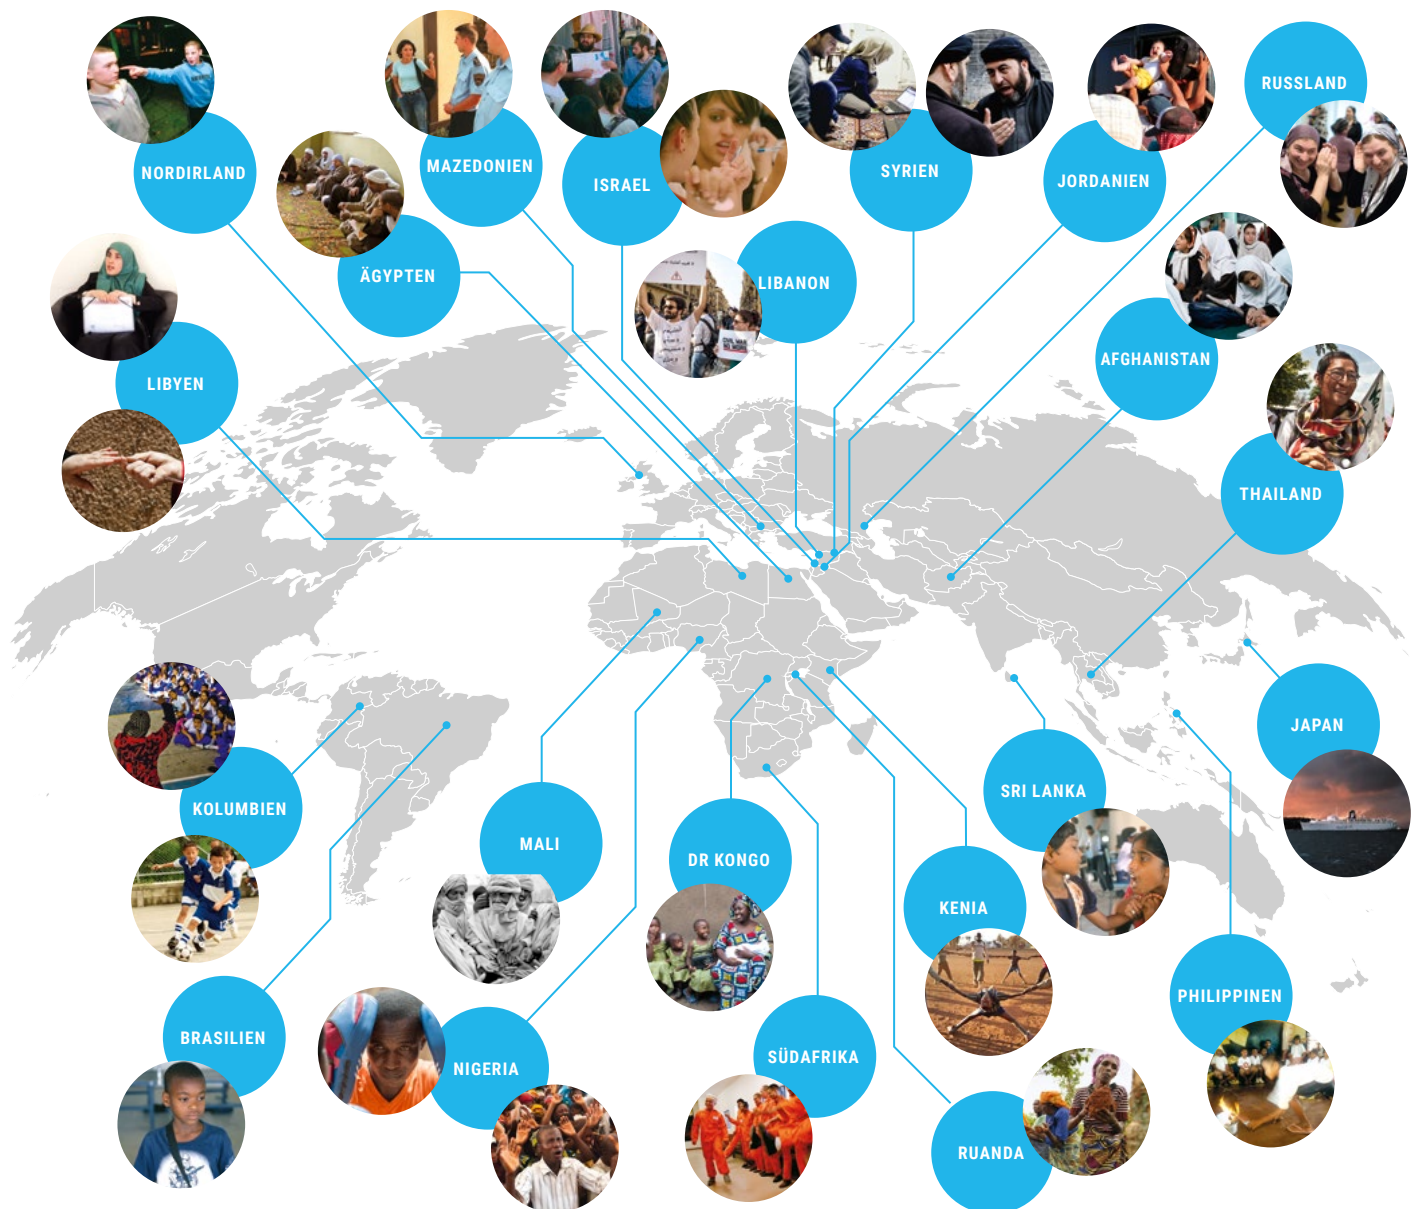 RUSSLAND
NORDIRLAND
MAZEDONIEN
ISRAEL
SYRIEN
JORDANIEN
ÄGYPTEN
LIBANON
AFGHANISTAN
LIBYEN
THAILAND
JAPAN
KOLUMBIEN
MALI
DR KONGO
SRI LANKA
KENIA
BRASILIEN
NIGERIA
SÜDAFRIKA
PHILIPPINEN
RUANDA